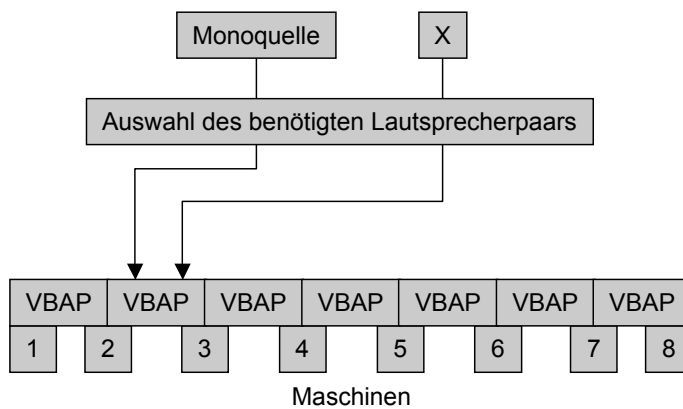 Monoquelle X
Auswahl des benötigten Lautsprecherpaars
VBAP VBAP VBAP VBAP VBAP VBAP VBAP
1 2 3 4 5 6 7 8
Maschinen